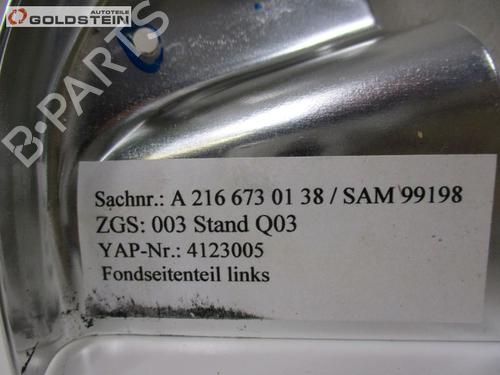 AUTOTEILE
GOLDSTEIN
B-PARTS
Sachnr.: A 216 673 01 38 / SAM 99198
ZGS: 003 Stand Q03
YAP-Nr.: 4123005
Fondseitenteil links